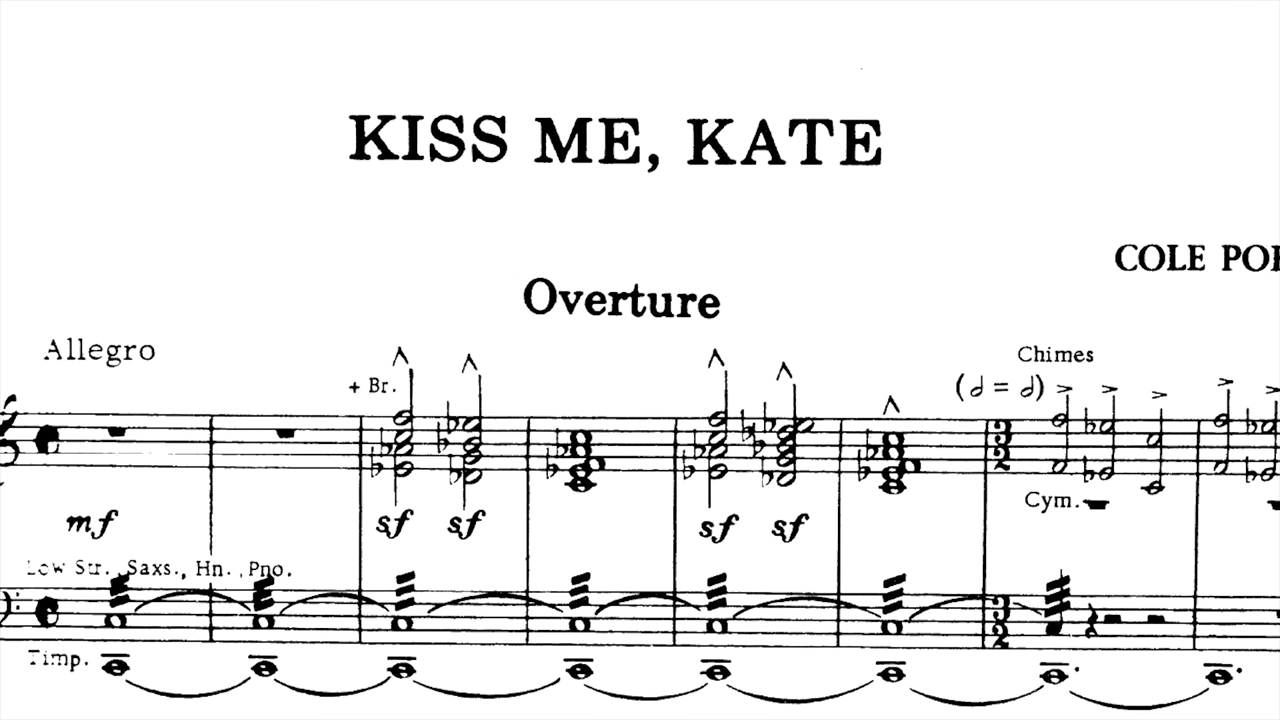 KISS ME, KATE
COLE POR
Overture
Allegro
Chimes
+ Br.
mf
sf sf
sf sf
Cym.
Low Str., Saxs., Hn., Pno.
Timp.